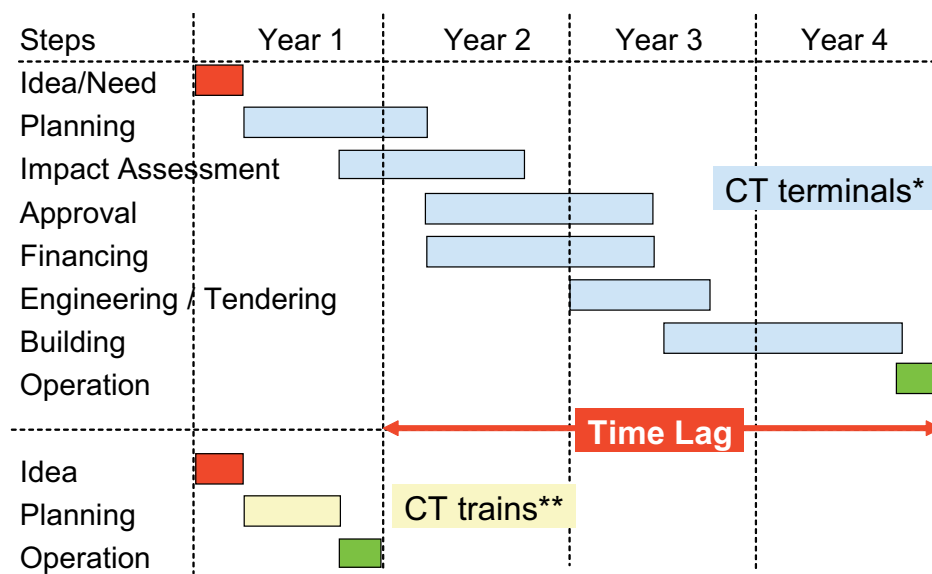 Steps Year 1 Year 2 Year 3 Year 4
Idea/Need
Planning
Impact Assessment
CT terminals*
Approval
Financing
Engineering / Tendering
Building
Operation
Time Lag
Idea
Planning
CT trains**
Operation